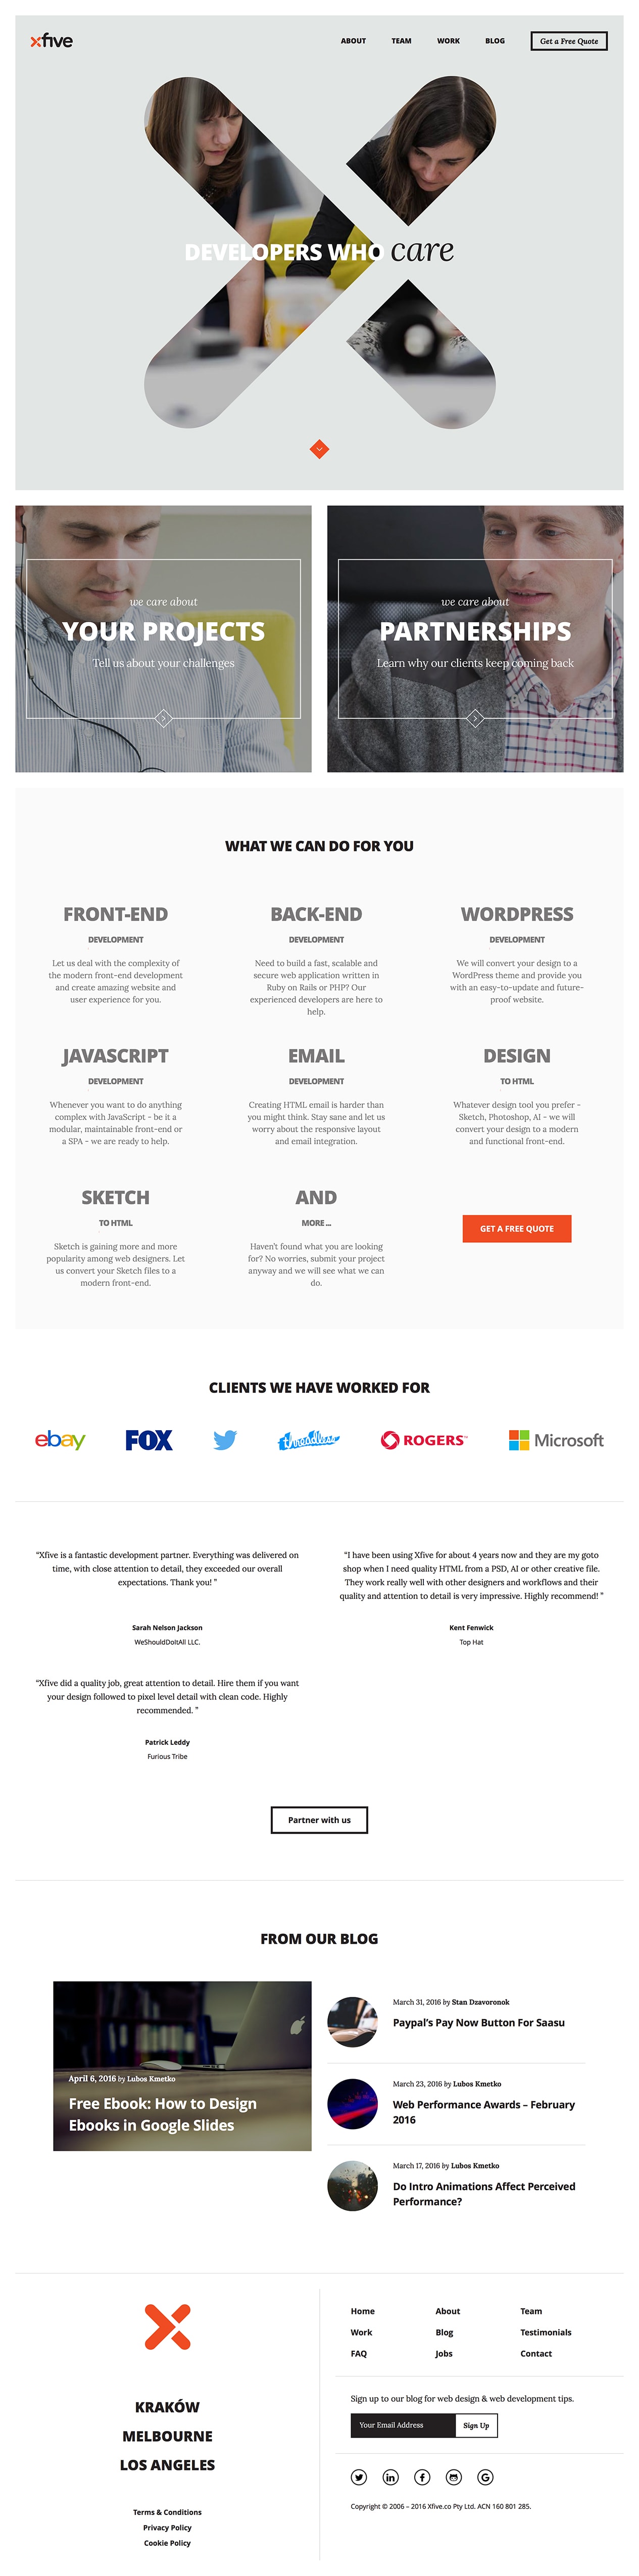 xfive
ABOUT TEAM WORK BLOG Get a Free Quote
DEVELOPERS WHO care
we care about
YOUR PROJECTS
Tell us about your challenges
we care about
PARTNERSHIPS
Learn why our clients keep coming back
WHAT WE CAN DO FOR YOU
FRONT-END
DEVELOPMENT
Let us deal with the complexity of
the modern front-end development
and create amazing website and
user experience for you.
BACK-END
DEVELOPMENT
Need to build a fast, scalable and
secure web application written in
Ruby on Rails or PHP? Our
experienced developers are here to
help.
WORDPRESS
DEVELOPMENT
We will convert your design to a
WordPress theme and provide you
with an easy-to-update and future-
proof website.
JAVASCRIPT
DEVELOPMENT
Whenever you want to do anything
complex with JavaScript - be it a
modular, maintainable front-end or
a SPA - we are ready to help.
EMAIL
DEVELOPMENT
Creating HTML email is harder than
you might think. Stay sane and let us
worry about the responsive layout
and email integration.
DESIGN
TO HTML
Whatever design tool you prefer -
Sketch, Photoshop, AI - we will
convert your design to a modern
and functional front-end.
SKETCH
TO HTML
Sketch is gaining more and more
popularity among web designers. Let
us convert your Sketch files to a
modern front-end.
AND
MORE ...
Haven't found what you are looking
for? No worries, submit your project
anyway and we will see what we can
do.
GET A FREE QUOTE
CLIENTS WE HAVE WORKED FOR
ebay FOX threadless ROGERS™ Microsoft
“Xfive is a fantastic development partner. Everything was delivered on
time, with close attention to detail, they exceeded our overall
expectations. Thank you! ”
Sarah Nelson Jackson
WeShouldDoItAll LLC.
“I have been using Xfive for about 4 years now and they are my goto
shop when I need quality HTML from a PSD, AI or other creative file.
They work really well with other designers and workflows and their
quality and attention to detail is very impressive. Highly recommend! ”
Kent Fenwick
Top Hat
“Xfive did a quality job, great attention to detail. Hire them if you want
your design followed to pixel level detail with clean code. Highly
recommended. ”
Patrick Leddy
Furious Tribe
Partner with us
FROM OUR BLOG
April 6, 2016 by Lubos Kmetko
Free Ebook: How to Design
Ebooks in Google Slides
March 31, 2016 by Stan Dzavoronok
Paypal's Pay Now Button For Saasu
March 23, 2016 by Lubos Kmetko
Web Performance Awards – February
2016
March 17, 2016 by Lubos Kmetko
Do Intro Animations Affect Perceived
Performance?
KRAKÓW
MELBOURNE
LOS ANGELES
Terms & Conditions
Privacy Policy
Cookie Policy
Home About Team
Work Blog Testimonials
FAQ Jobs Contact
Sign up to our blog for web design & web development tips.
Your Email Address Sign Up
Copyright © 2006 – 2016 Xfive.co Pty Ltd, ACN 160 801 285.